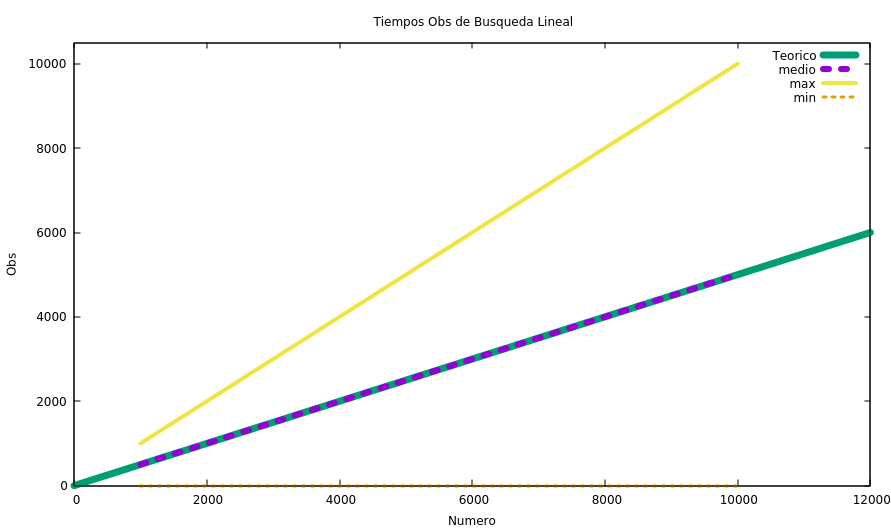 Tiempos Obs de Busqueda Lineal
Teorico
medio
max
min
10000
8000
6000
4000
2000
0
Obs
0 2000 4000 6000 8000 10000 12000
Numero